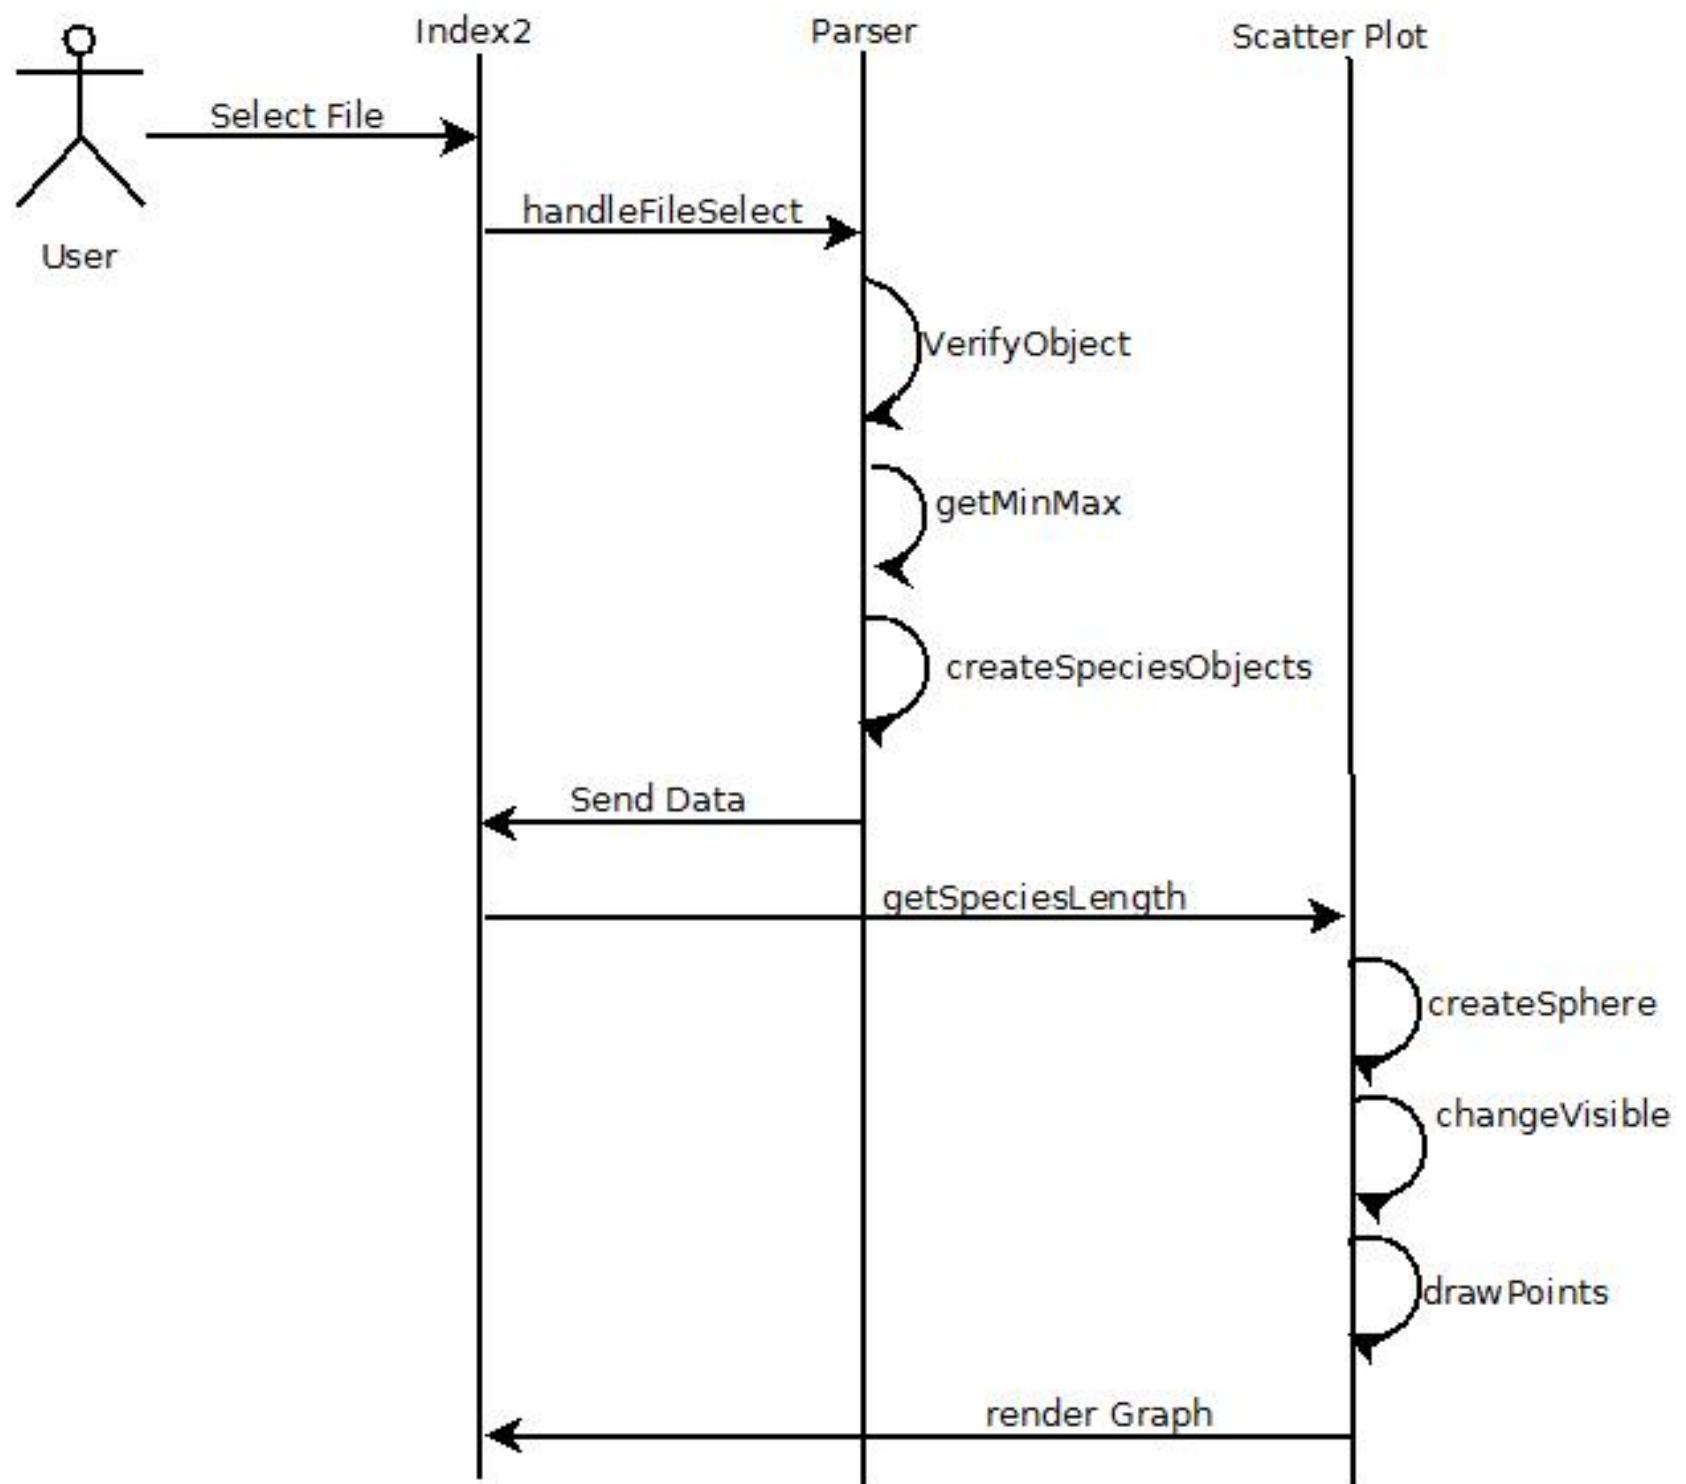 Index2
Parser
Scatter Plot
Select File
handleFileSelect
User
VerifyObject
getMinMax
createSpeciesObjects
Send Data
getSpeciesLength
createSphere
changeVisible
drawPoints
render Graph